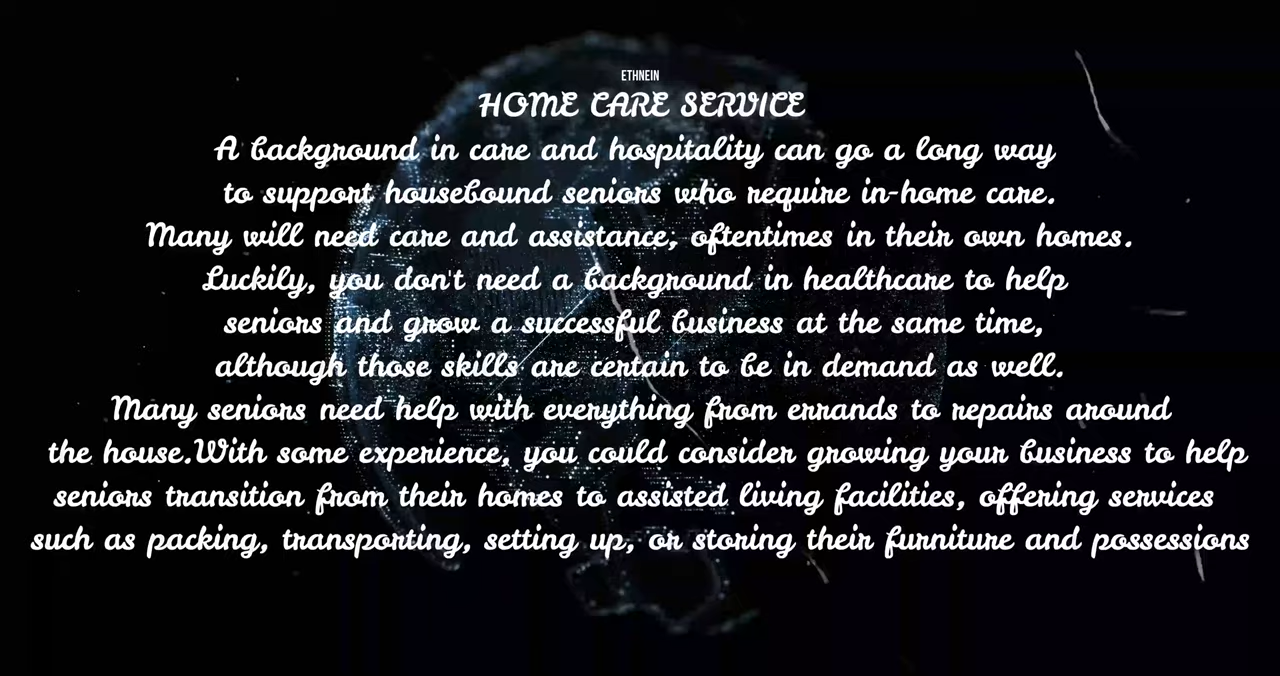 ETHNEIN
HOME CARE SERVICE
A background in care and hospitality can go a long way
to support housebound seniors who require in-home care.
Many will need care and assistance, oftentimes in their own homes.
Luckily, you don't need a background in healthcare to help
seniors and grow a successful business at the same time,
although those skills are certain to be in demand as well.
Many seniors need help with everything from errands to repairs around
the house.With some experience, you could consider growing your business to help
seniors transition from their homes to assisted living facilities, offering services
such as packing, transporting, setting up, or storing their furniture and possessions